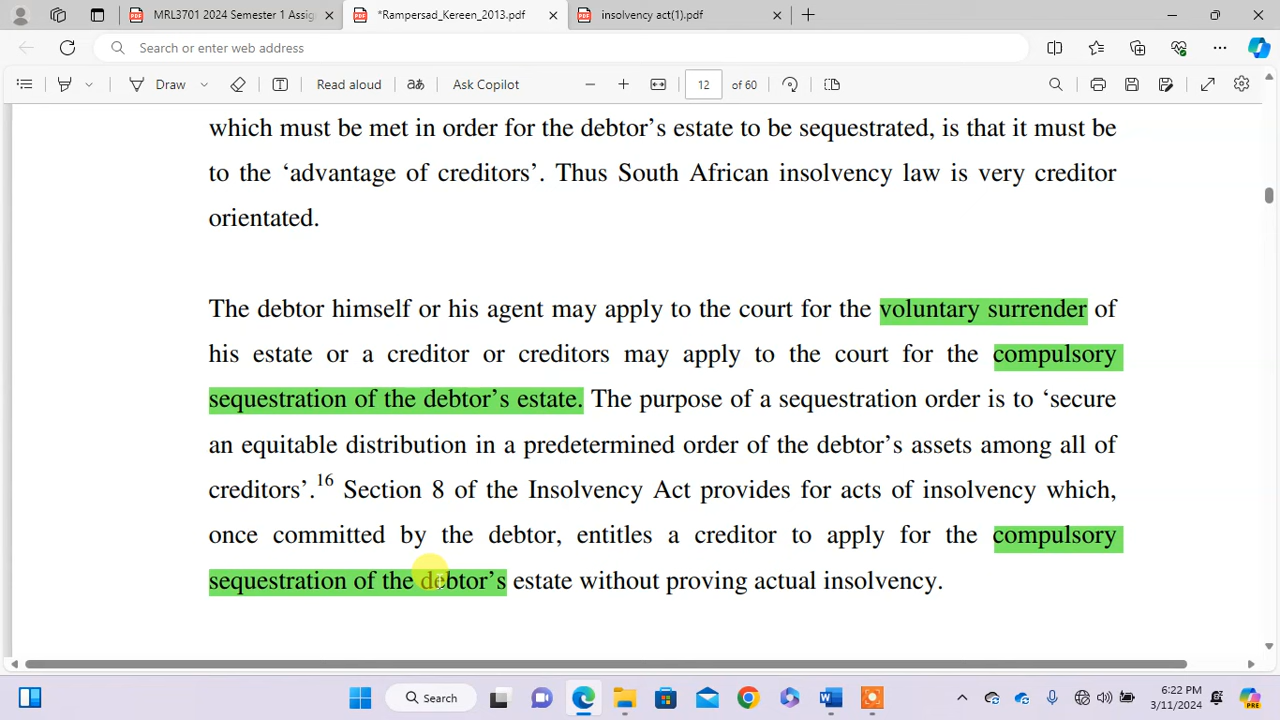 MRL3701 2024 Semester 1 Assig
*Rampersad_Kereen_2013.pdf
insolvency act(1).pdf
Search or enter web address
Draw
Read aloud
aあ
Ask Copilot
12
of 60
which must be met in order for the debtor’s estate to be sequestrated, is that it must be
to the ‘advantage of creditors’. Thus South African insolvency law is very creditor
orientated.
The debtor himself or his agent may apply to the court for the voluntary surrender of
his estate or a creditor or creditors may apply to the court for the compulsory
sequestration of the debtor’s estate. The purpose of a sequestration order is to ‘secure
an equitable distribution in a predetermined order of the debtor’s assets among all of
creditors’.16 Section 8 of the Insolvency Act provides for acts of insolvency which,
once committed by the debtor, entitles a creditor to apply for the compulsory
sequestration of the debtor’s estate without proving actual insolvency.
Search
6:22 PM
3/11/2024
PRE